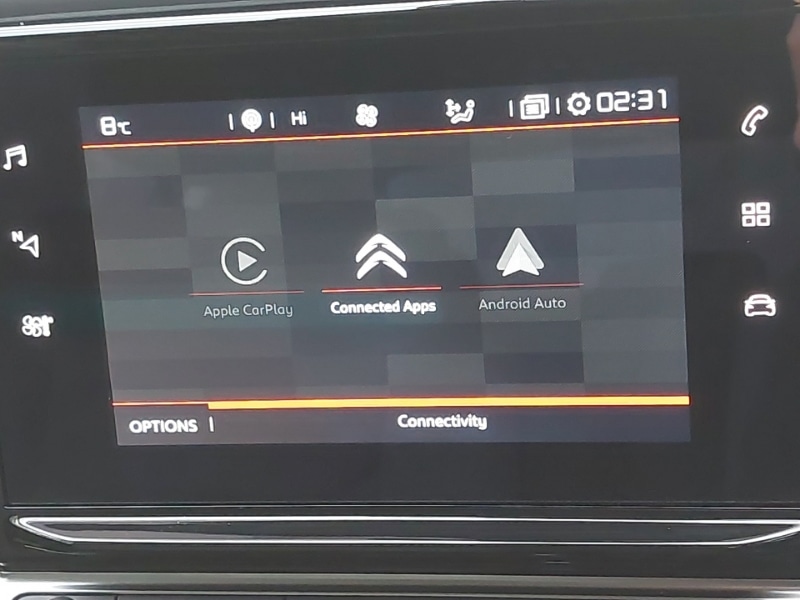 8°C Hi 02:31
N
Apple CarPlay Connected Apps Android Auto
OPTIONS Connectivity